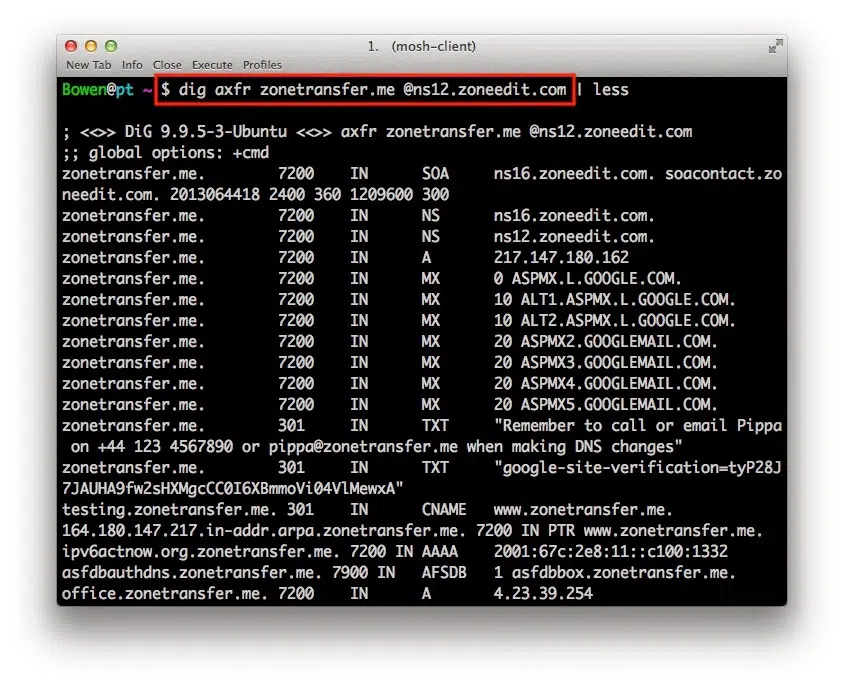 1. (mosh-client)
New Tab Info Close Execute Profiles
Bowen@pt ~ $ dig axfr zonetransfer.me @ns12.zoneedit.com | less
; <<>> DiG 9.9.5-3-Ubuntu <<>> axfr zonetransfer.me @ns12.zoneedit.com
;; global options: +cmd
zonetransfer.me. 7200 IN SOA ns16.zoneedit.com. soacontact.zo
needit.com. 2013064418 2400 360 1209600 300
zonetransfer.me. 7200 IN NS ns16.zoneedit.com.
zonetransfer.me. 7200 IN NS ns12.zoneedit.com.
zonetransfer.me. 7200 IN A 217.147.180.162
zonetransfer.me. 7200 IN MX 0 ASPMX.L.GOOGLE.COM.
zonetransfer.me. 7200 IN MX 10 ALT1.ASPMX.L.GOOGLE.COM.
zonetransfer.me. 7200 IN MX 10 ALT2.ASPMX.L.GOOGLE.COM.
zonetransfer.me. 7200 IN MX 20 ASPMX2.GOOGLEMAIL.COM.
zonetransfer.me. 7200 IN MX 20 ASPMX3.GOOGLEMAIL.COM.
zonetransfer.me. 7200 IN MX 20 ASPMX4.GOOGLEMAIL.COM.
zonetransfer.me. 7200 IN MX 20 ASPMX5.GOOGLEMAIL.COM.
zonetransfer.me. 301 IN TXT "Remember to call or email Pippa
on +44 123 4567890 or pippa@zonetransfer.me when making DNS changes"
zonetransfer.me. 301 IN TXT "google-site-verification=tyP28J
7JAUHA9fw2sHXMgcCC0I6XBmmoVi04VlMewxA"
testing.zonetransfer.me. 301 IN CNAME www.zonetransfer.me.
164.180.147.217.in-addr.arpa.zonetransfer.me. 7200 IN PTR www.zonetransfer.me.
ipv6actnow.org.zonetransfer.me. 7200 IN AAAA 2001:67c:2e8:11::c100:1332
asfdbauthdns.zonetransfer.me. 7900 IN AFSDB 1 asfdbbox.zonetransfer.me.
office.zonetransfer.me. 7200 IN A 4.23.39.254